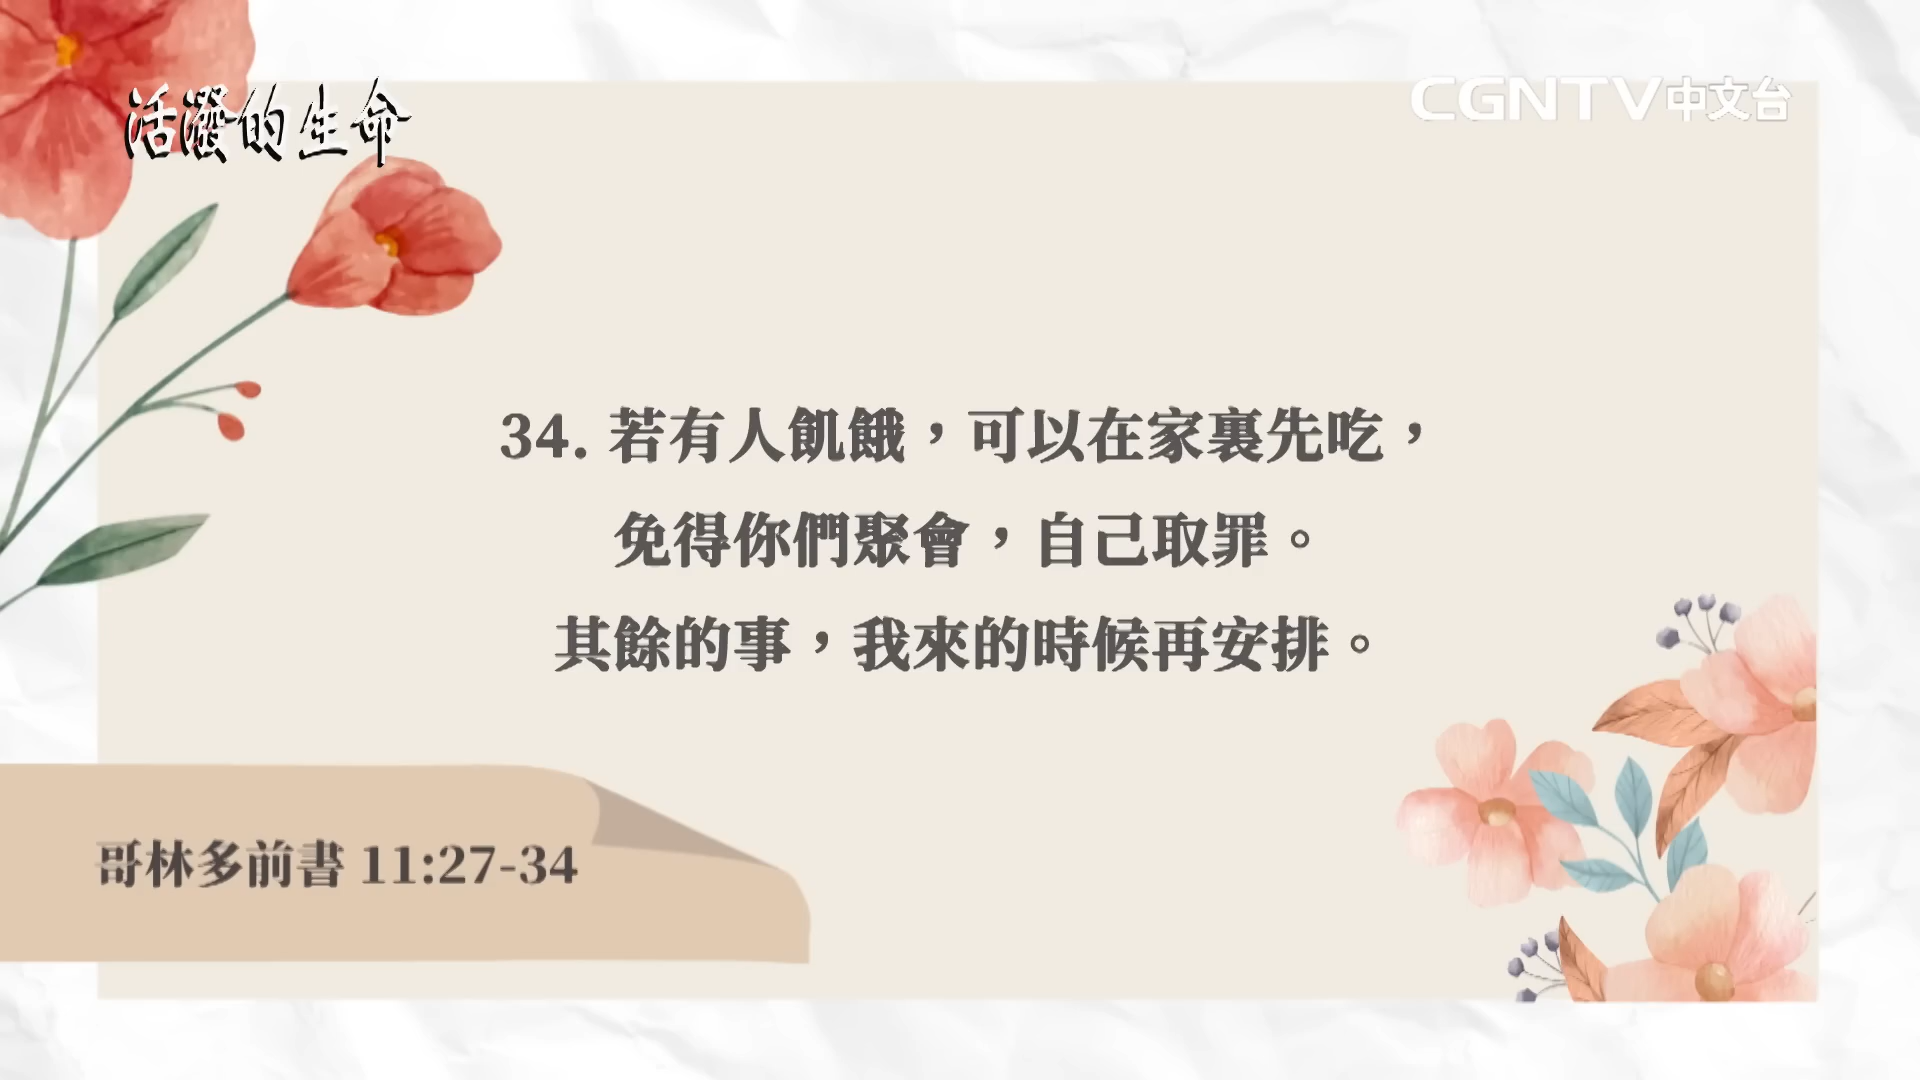 活潑的生命
CGNTV中文台
34. 若有人飢餓，可以在家裏先吃，
免得你們聚會，自己取罪。
其餘的事，我來的時候再安排。
哥林多前書 11:27-34